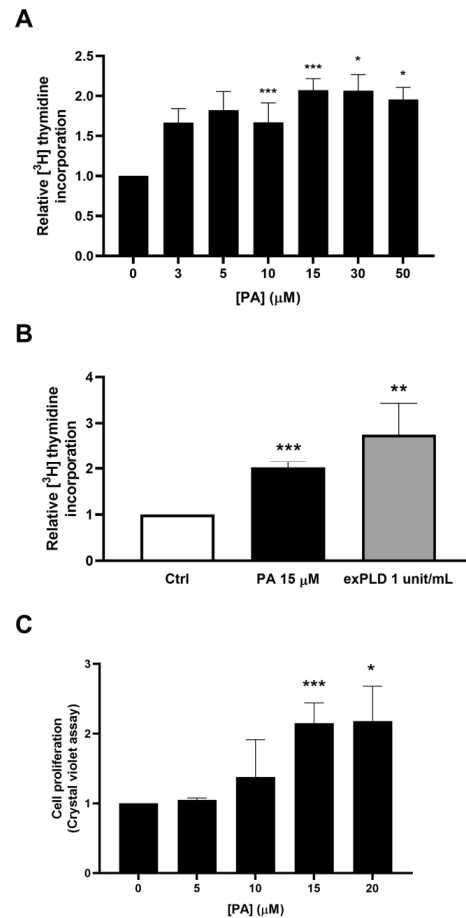 A
Relative [³H] thymidine
incorporation
2.5
2.0
1.5
1.0
0.5
0.0
***
***
*
*
0 3 5 10 15 30 50
[PA] (μM)
B
Relative [³H] thymidine
incorporation
4
3
2
1
0
***
**
Ctrl PA 15 μM exPLD 1 unit/mL
C
Cell proliferation
(Crystal violet assay)
3
2
1
0
***
*
0 5 10 15 20
[PA] (μM)